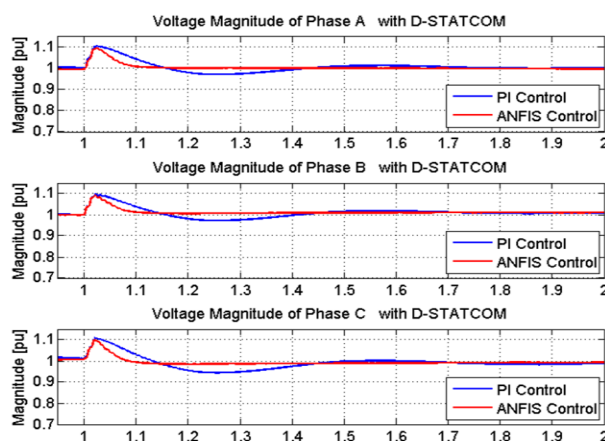 Voltage Magnitude of Phase A with D-STATCOM
Magnitude [pu]
1.1
1
0.9
0.8
0.7
PI Control
ANFIS Control
1 1.1 1.2 1.3 1.4 1.5 1.6 1.7 1.8 1.9 2
Voltage Magnitude of Phase B with D-STATCOM
Magnitude [pu]
1.1
1
0.9
0.8
0.7
PI Control
ANFIS Control
1 1.1 1.2 1.3 1.4 1.5 1.6 1.7 1.8 1.9 2
Voltage Magnitude of Phase C with D-STATCOM
Magnitude [pu]
1.1
1
0.9
0.8
0.7
PI Control
ANFIS Control
1 1.1 1.2 1.3 1.4 1.5 1.6 1.7 1.8 1.9 2